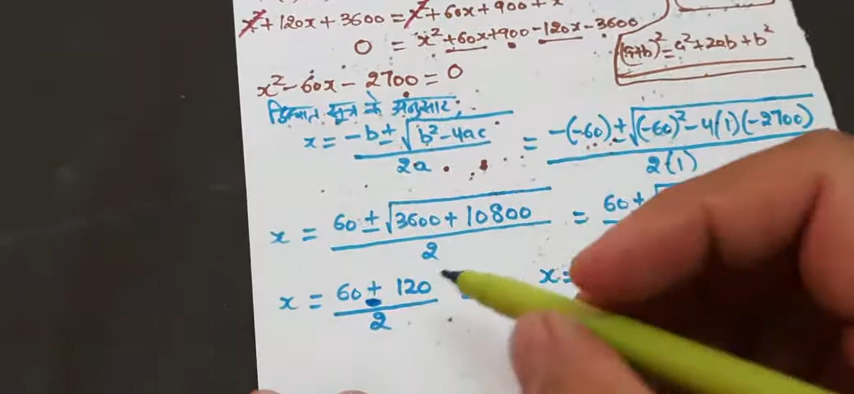 x² + 120x + 3600 = x² + 60x + 900 +
0 = x² + 60x + 900 - 120x - 3600
(a+b)² = a² + 2ab + b²
x² - 60x - 2700 = 0
द्विघात सूत्र के अनुसार,
x = (-b ± √(b² - 4ac))/2a = (-(-60) ± √((-60)² - 4(1)(-2700)))/2(1)
x = (60 ± √(3600 + 10800))/2 = 60 ± √
x = (60 + 120)/2 x =